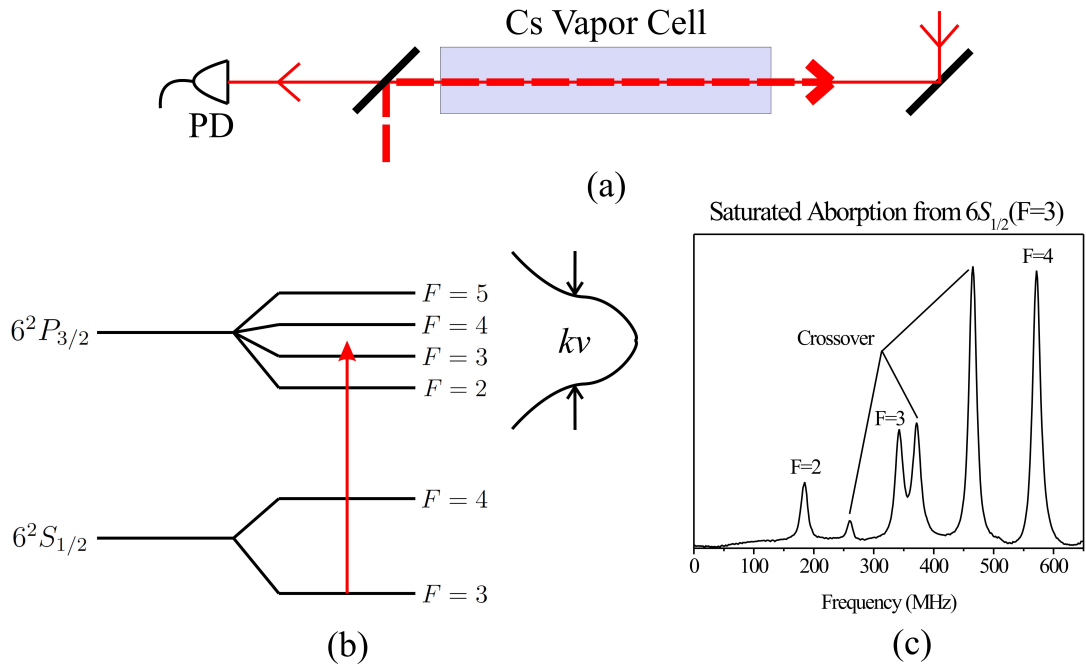 Cs Vapor Cell
PD
(a)
6²P₃/₂
F = 5
F = 4
F = 3
F = 2
kv
6²S₁/₂
F = 4
F = 3
(b)
Saturated Aborption from 6S₁/₂(F=3)
F=4
Crossover
F=3
F=2
0 100 200 300 400 500 600
Frequency (MHz)
(c)